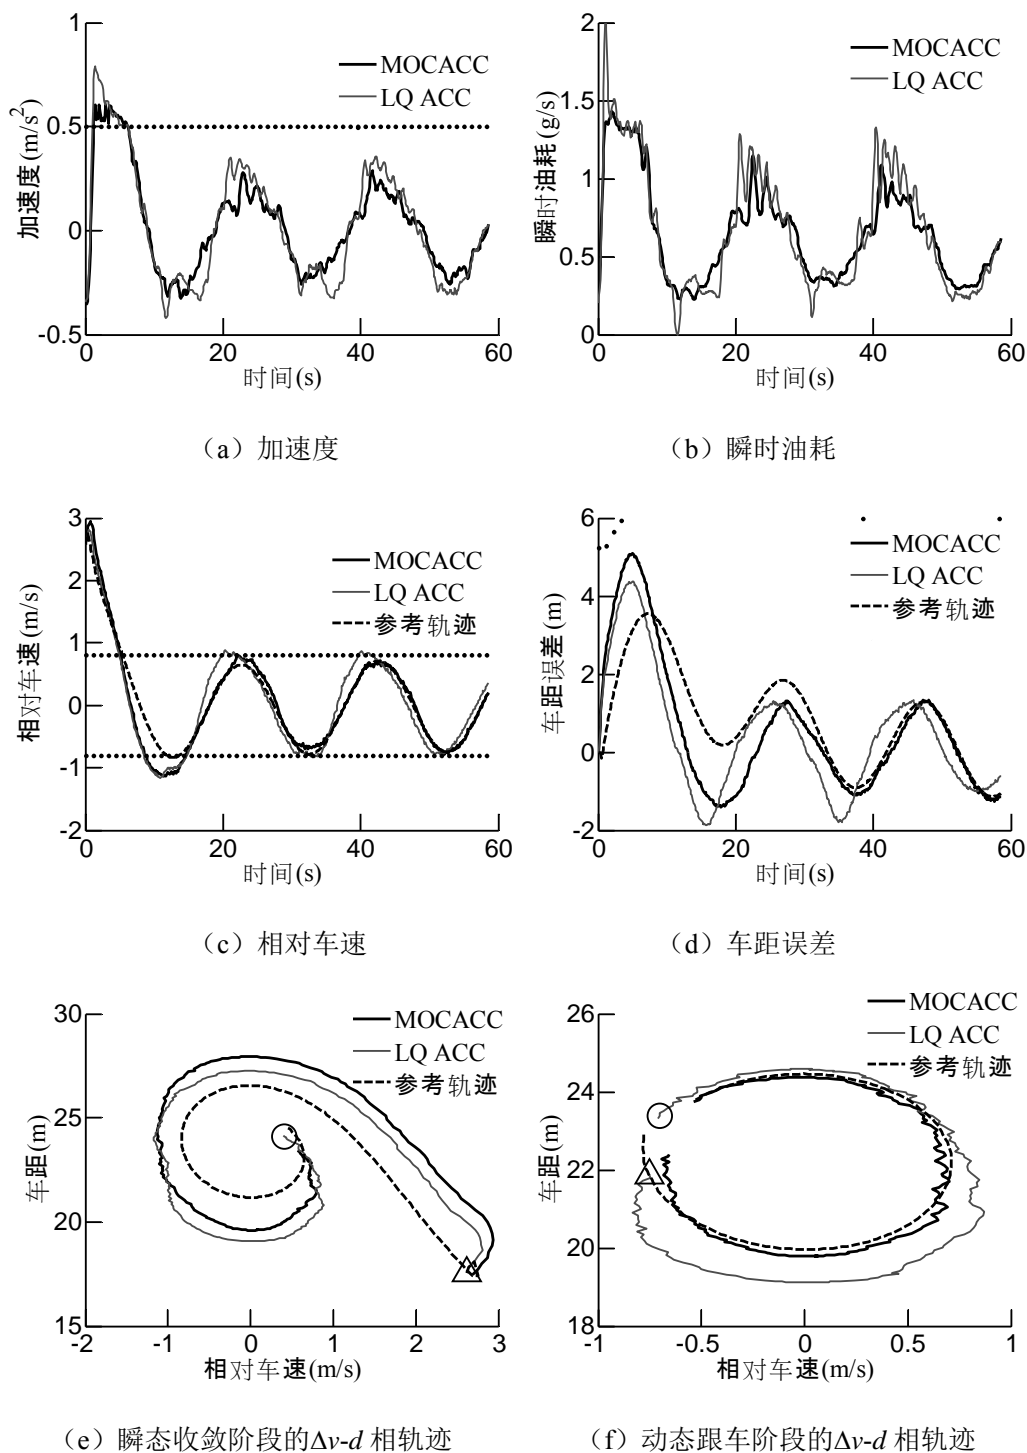 1
0.5
0
-0.5
加速度(m/s²)
MOCACC
LQ ACC
0 20 40 60
时间(s)
(a)加速度
2
1.5
1
0.5
0
瞬时油耗(g/s)
MOCACC
LQ ACC
0 20 40 60
时间(s)
(b)瞬时油耗
3
2
1
0
-1
-2
相对车速(m/s)
MOCACC
LQ ACC
参考轨迹
0 20 40 60
时间(s)
(c)相对车速
6
4
2
0
-2
车距误差(m)
MOCACC
LQ ACC
参考轨迹
0 20 40 60
时间(s)
(d)车距误差
30
25
20
15
车距(m)
MOCACC
LQ ACC
参考轨迹
-2 -1 0 1 2 3
相对车速(m/s)
(e)瞬态收敛阶段的Δv-d 相轨迹
26
24
22
20
18
车距(m)
MOCACC
LQ ACC
参考轨迹
-1 -0.5 0 0.5 1
相对车速(m/s)
(f)动态跟车阶段的Δv-d 相轨迹